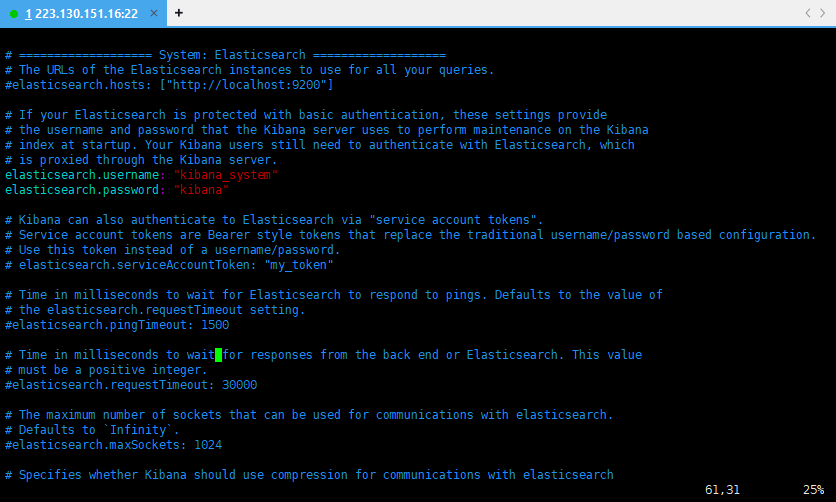 1 223.130.151.16:22 × +
# =================== System: Elasticsearch ===================
# The URLs of the Elasticsearch instances to use for all your queries.
#elasticsearch.hosts: ["http://localhost:9200"]
# If your Elasticsearch is protected with basic authentication, these settings provide
# the username and password that the Kibana server uses to perform maintenance on the Kibana
# index at startup. Your Kibana users still need to authenticate with Elasticsearch, which
# is proxied through the Kibana server.
elasticsearch.username: "kibana_system"
elasticsearch.password: "kibana"
# Kibana can also authenticate to Elasticsearch via "service account tokens".
# Service account tokens are Bearer style tokens that replace the traditional username/password based configuration.
# Use this token instead of a username/password.
# elasticsearch.serviceAccountToken: "my_token"
# Time in milliseconds to wait for Elasticsearch to respond to pings. Defaults to the value of
# the elasticsearch.requestTimeout setting.
#elasticsearch.pingTimeout: 1500
# Time in milliseconds to wait for responses from the back end or Elasticsearch. This value
# must be a positive integer.
#elasticsearch.requestTimeout: 30000
# The maximum number of sockets that can be used for communications with elasticsearch.
# Defaults to `Infinity`.
#elasticsearch.maxSockets: 1024
# Specifies whether Kibana should use compression for communications with elasticsearch
61,31 25%